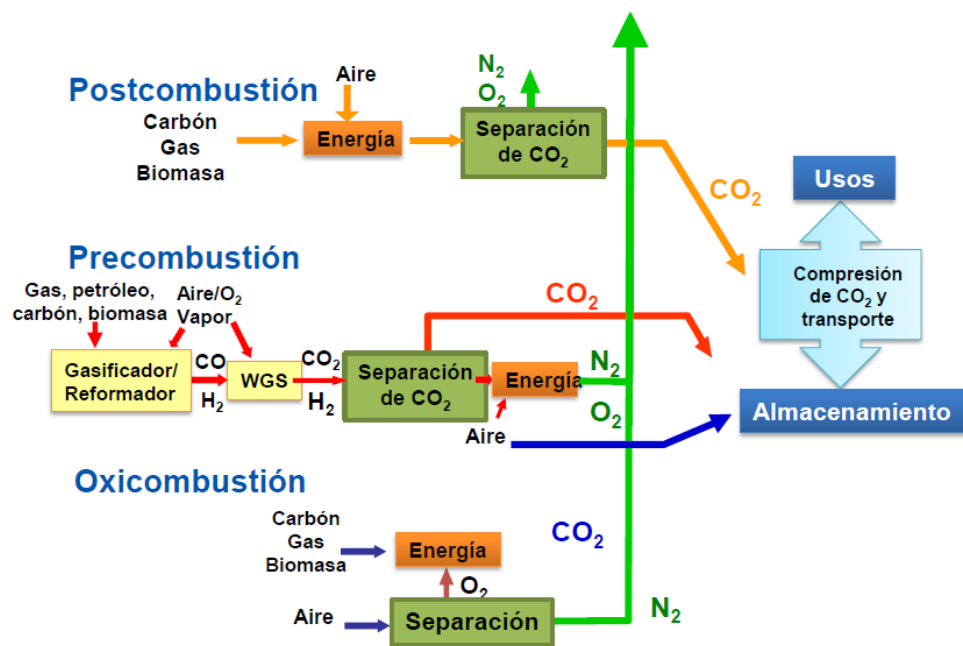 Postcombustión
Aire
Carbón
Gas
Biomasa
Energía
N₂
O₂
Separación
de CO₂
CO₂
Usos
Compresión
de CO₂ y
transporte
Almacenamiento
Precombustión
Gas, petróleo,
carbón, biomasa
Aire/O₂
Vapor
Gasificador/
Reformador
CO
H₂
WGS
CO₂
H₂
Separación
de CO₂
CO₂
Energía
Aire
N₂
O₂
Oxicombustión
Carbón
Gas
Biomasa
Energía
O₂
Aire
Separación
CO₂
N₂